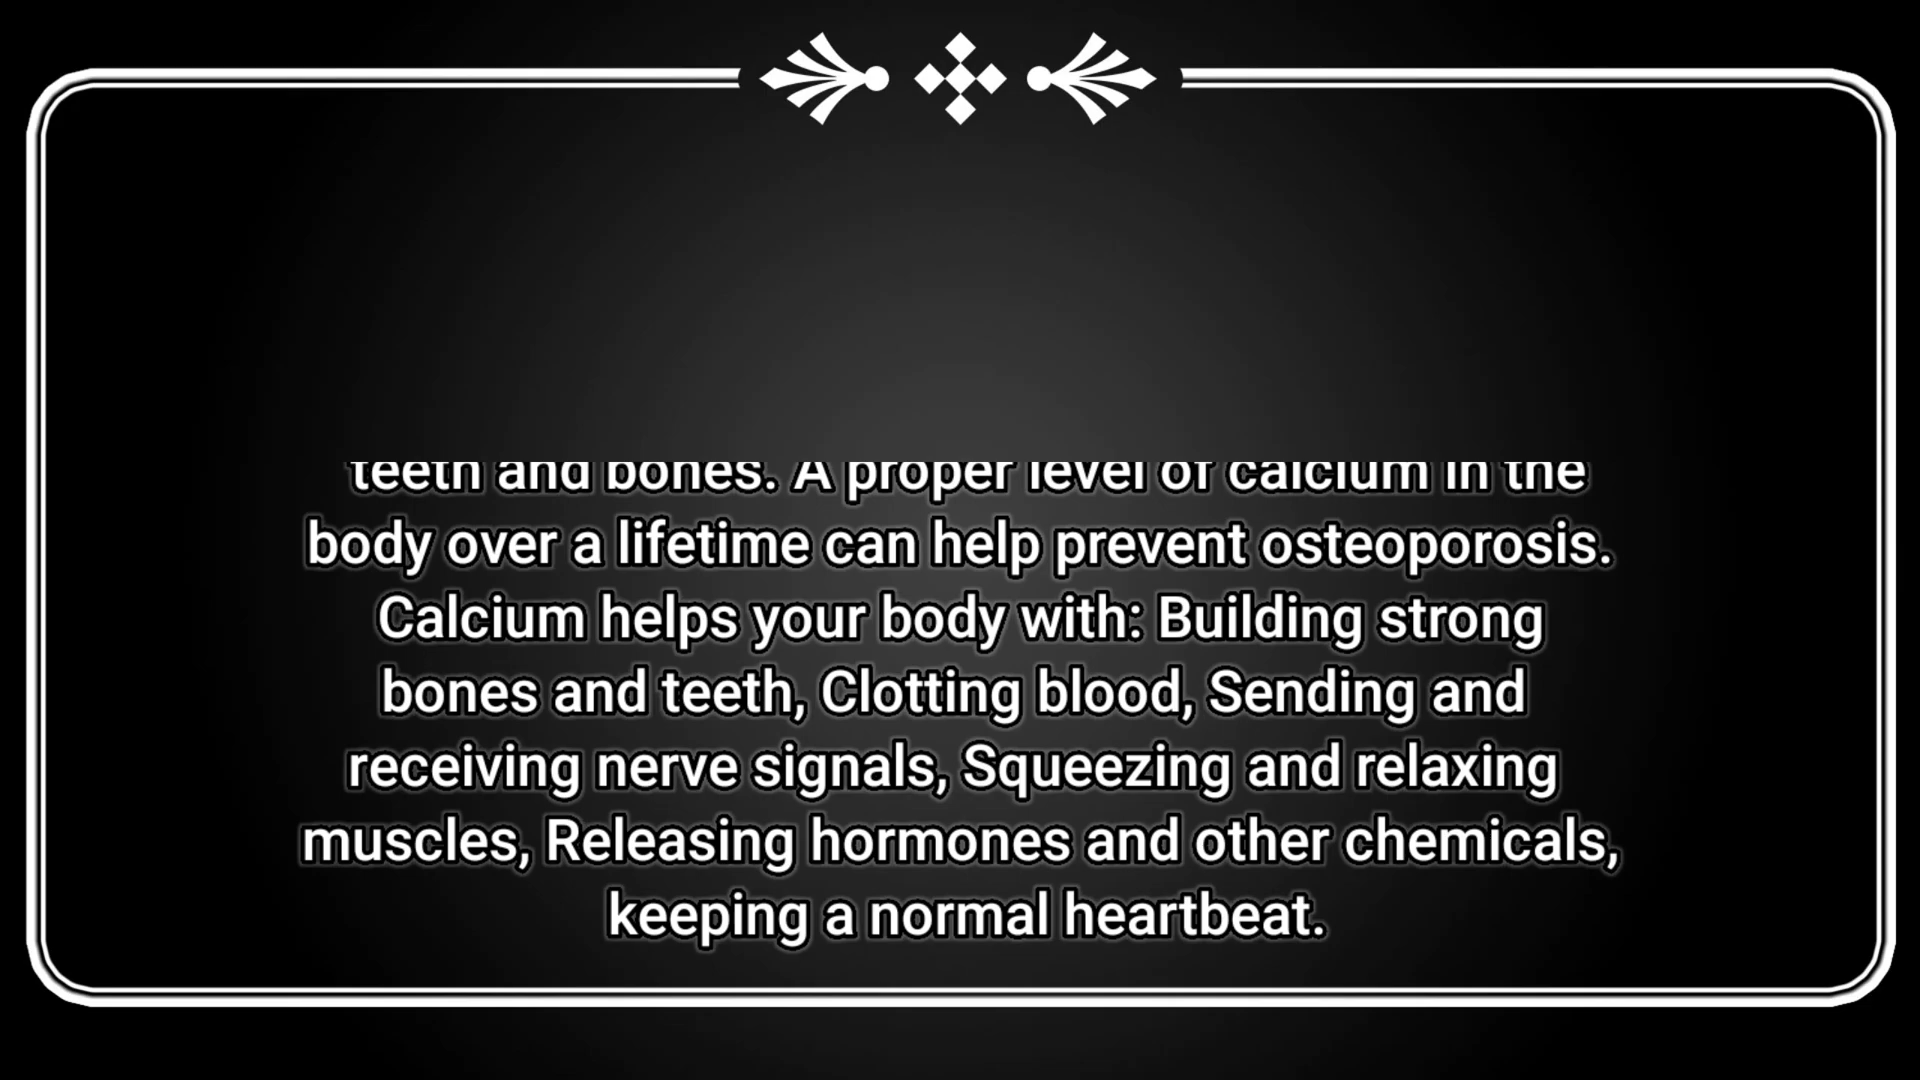 teeth and bones. A proper level of calcium in the
body over a lifetime can help prevent osteoporosis.
Calcium helps your body with: Building strong
bones and teeth, Clotting blood, Sending and
receiving nerve signals, Squeezing and relaxing
muscles, Releasing hormones and other chemicals,
keeping a normal heartbeat.